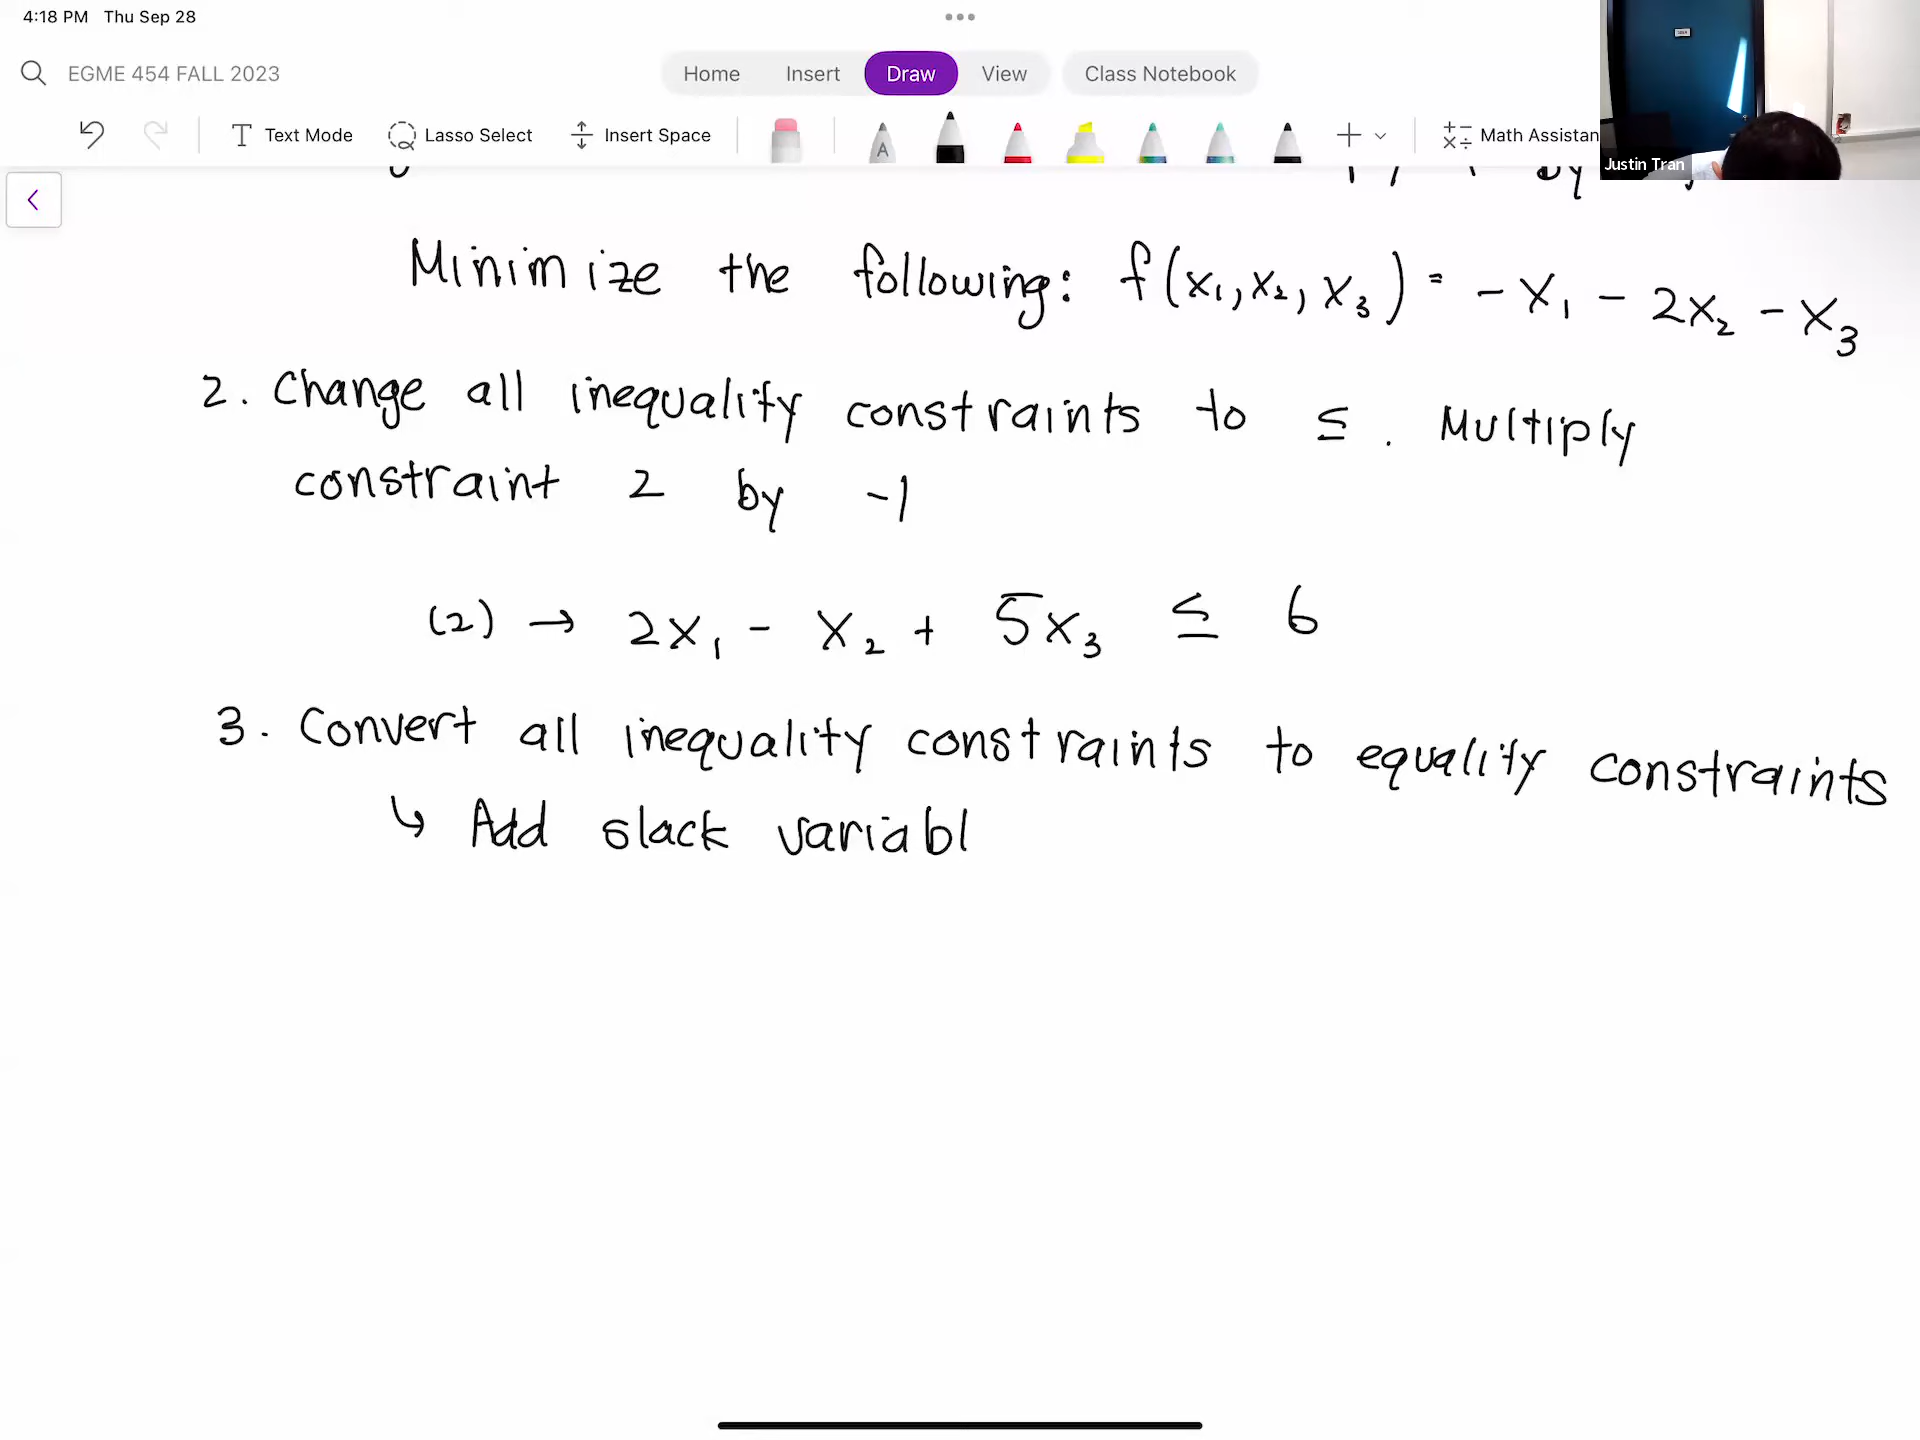 4:18 PM Thu Sep 28
EGME 454 FALL 2023
Home Insert Draw View Class Notebook
Text Mode Lasso Select Insert Space A Math Assistan
Justin Tran
by
Minimize the following: f(x₁, x₂, x₃) = -x₁ - 2x₂ - x₃
2. Change all inequality constraints to ≤. Multiply
constraint 2 by -1
(2) → 2x₁ - x₂ + 5x₃ ≤ 6
3. Convert all inequality constraints to equality constraints
↳ Add slack variabl